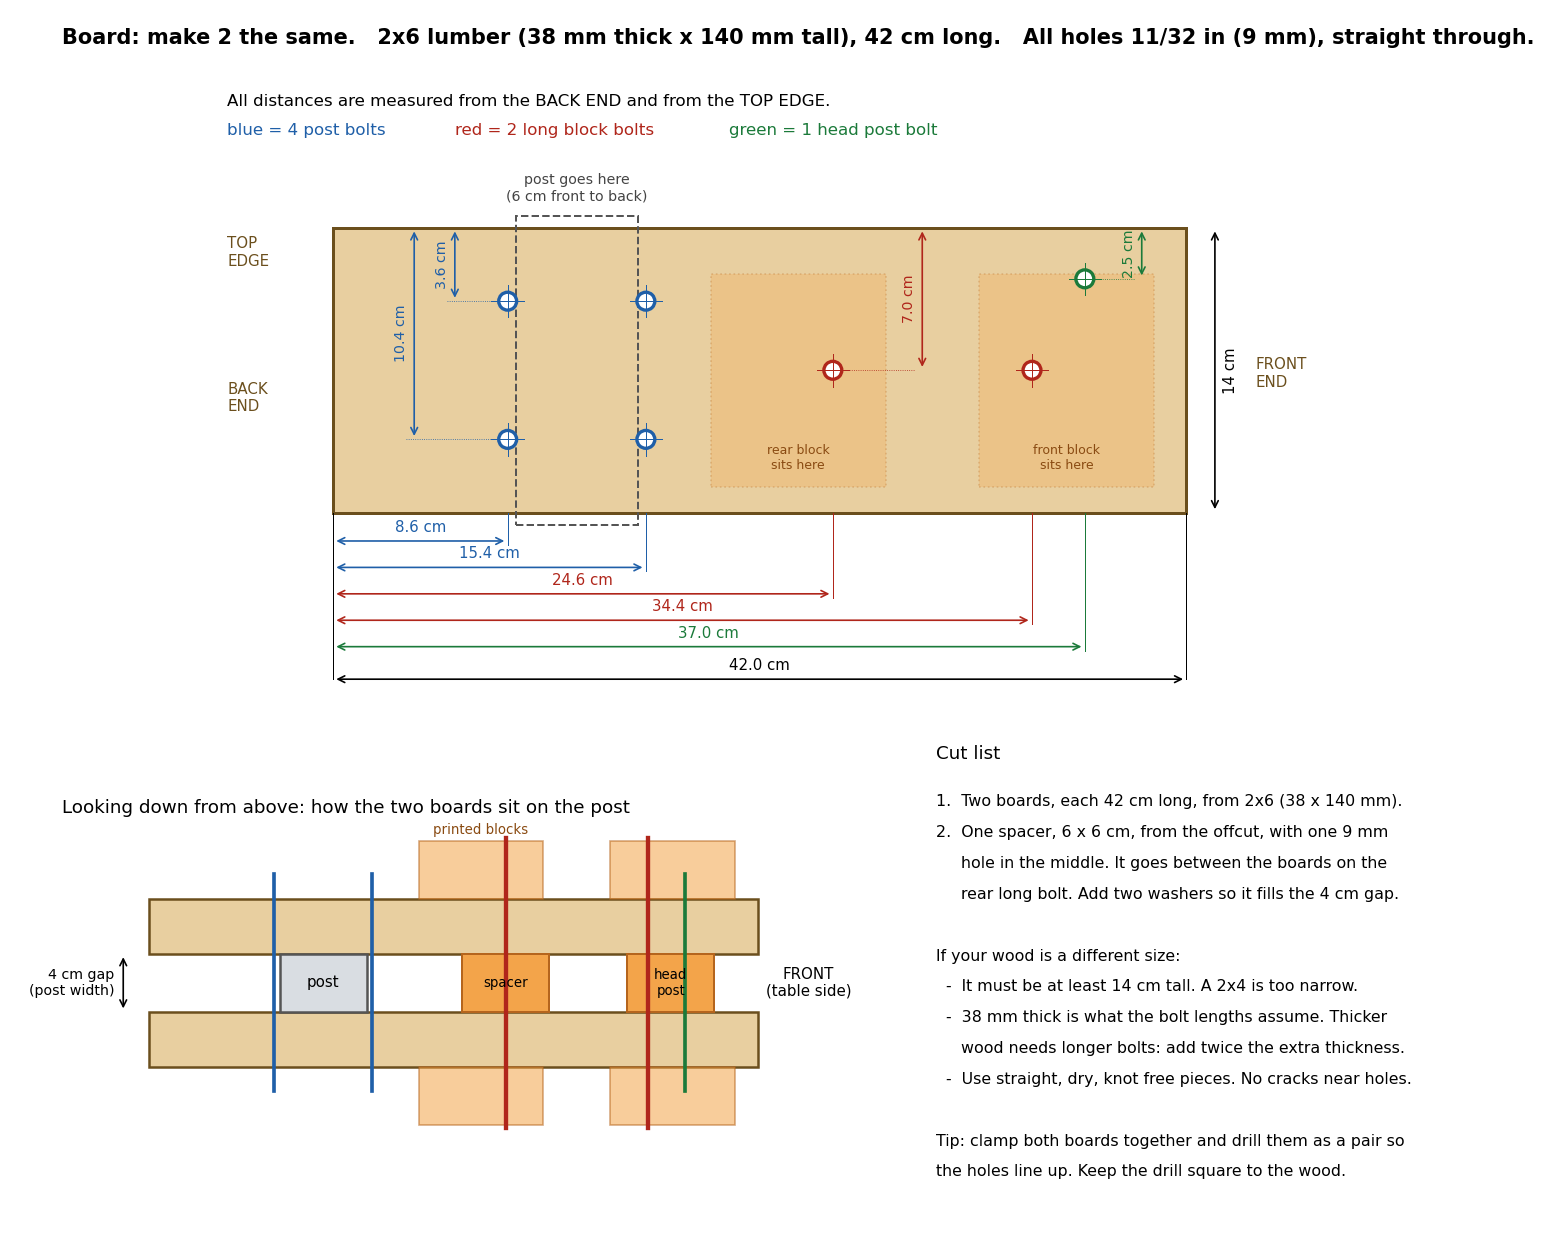 Board: make 2 the same.   2x6 lumber (38 mm thick x 140 mm tall), 42 cm long.   All holes 11/32 in (9 mm), straight through.
All distances are measured from the BACK END and from the TOP EDGE.
blue = 4 post bolts   red = 2 long block bolts   green = 1 head post bolt
post goes here
(6 cm front to back)
TOP
EDGE
3.6 cm
2.5 cm
7.0 cm
10.4 cm
14 cm
BACK
END
FRONT
END
rear block
sits here
front block
sits here
8.6 cm
15.4 cm
24.6 cm
34.4 cm
37.0 cm
42.0 cm
Looking down from above: how the two boards sit on the post
printed blocks
4 cm gap
(post width)
post
spacer
head
post
FRONT
(table side)
Cut list
1.  Two boards, each 42 cm long, from 2x6 (38 x 140 mm).
2.  One spacer, 6 x 6 cm, from the offcut, with one 9 mm
hole in the middle. It goes between the boards on the
rear long bolt. Add two washers so it fills the 4 cm gap.
If your wood is a different size:
-  It must be at least 14 cm tall. A 2x4 is too narrow.
-  38 mm thick is what the bolt lengths assume. Thicker
wood needs longer bolts: add twice the extra thickness.
-  Use straight, dry, knot free pieces. No cracks near holes.
Tip: clamp both boards together and drill them as a pair so
the holes line up. Keep the drill square to the wood.